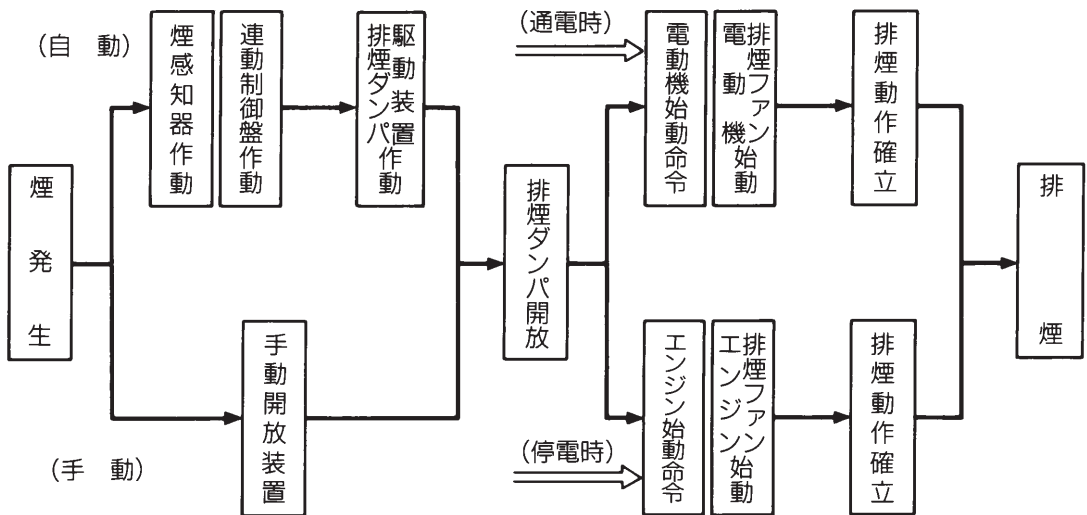 煙発生
(自 動)
煙感知器作動
連動制御盤作動
排煙ダンパ
駆動装置作動
手動開放装置
(手 動)
排煙ダンパ開放
(通電時)
電動機始動命令
排煙ファン
電動機始動
排煙動作確立
(停電時)
エンジン始動命令
排煙ファン
エンジン始動
排煙動作確立
排煙